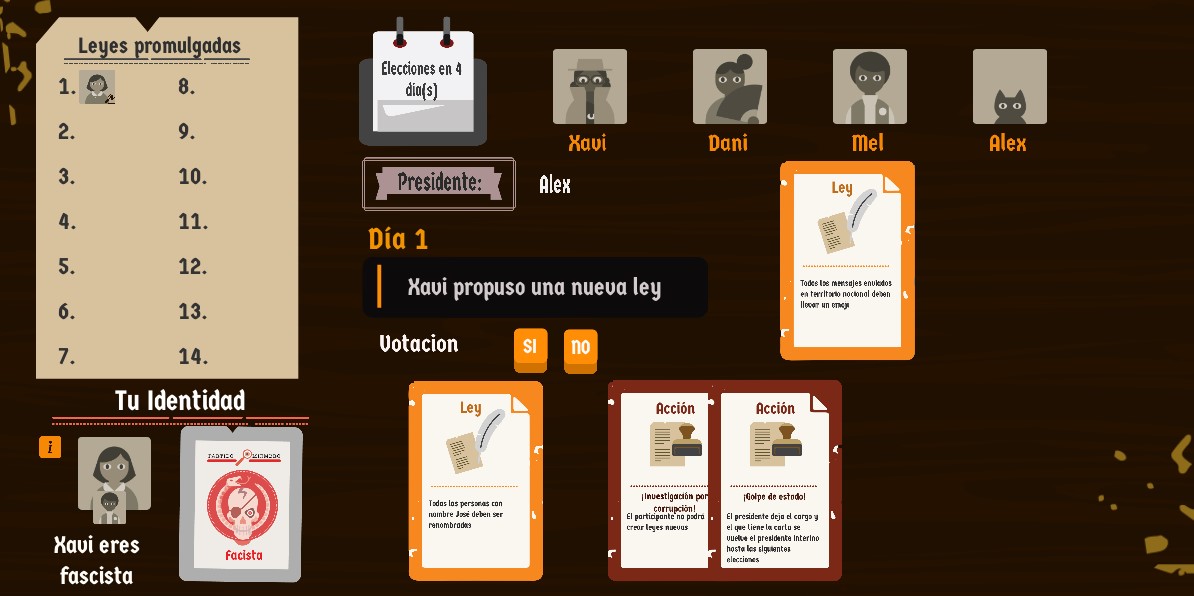 Leyes promulgadas
1.
2.
3.
4.
5.
6.
7.
8.
9.
10.
11.
12.
13.
14.
Elecciones en 4
dia(s)
Xavi
Dani
Mel
Alex
Presidente:
Alex
Día 1
Xavi propuso una nueva ley
Votacion
SI
NO
Ley
Todos los mensajes enviados
en territorio nacional deben
llevar un emoji
Tu Identidad
i
Xavi eres
fascista
PARTIDO
Facista
Ley
Todas las personas con
nombre José deben ser
renombradas
Acción
¡Investigación por
corrupción!
El participante no podrá
crear leyes nuevas
Acción
¡Golpe de estado!
El presidente deja el cargo y
el que tiene la carta se
vuelve el presidente interino
hasta las siguientes
elecciones